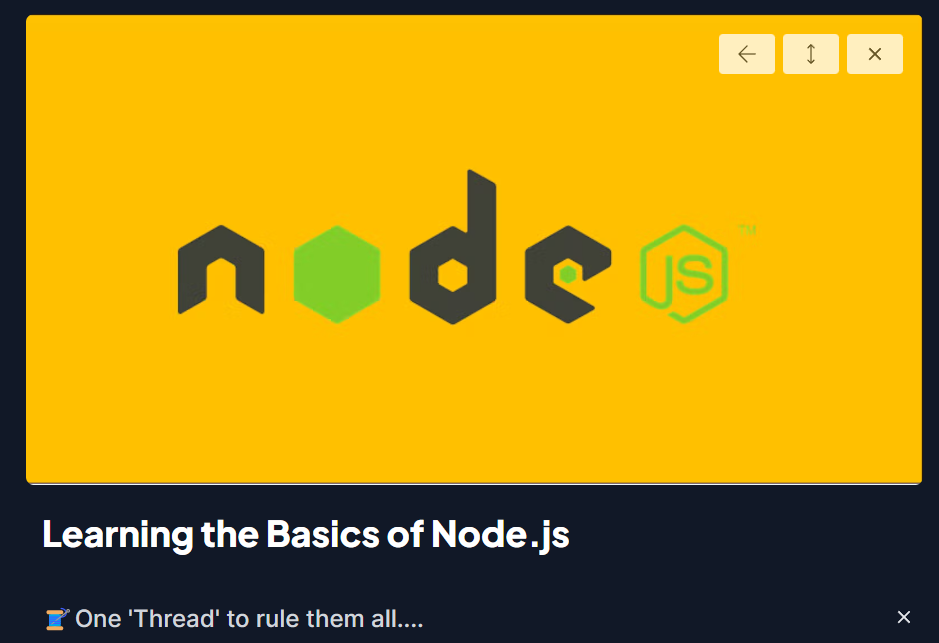 node JS TM
Learning the Basics of Node.js
One 'Thread' to rule them all....